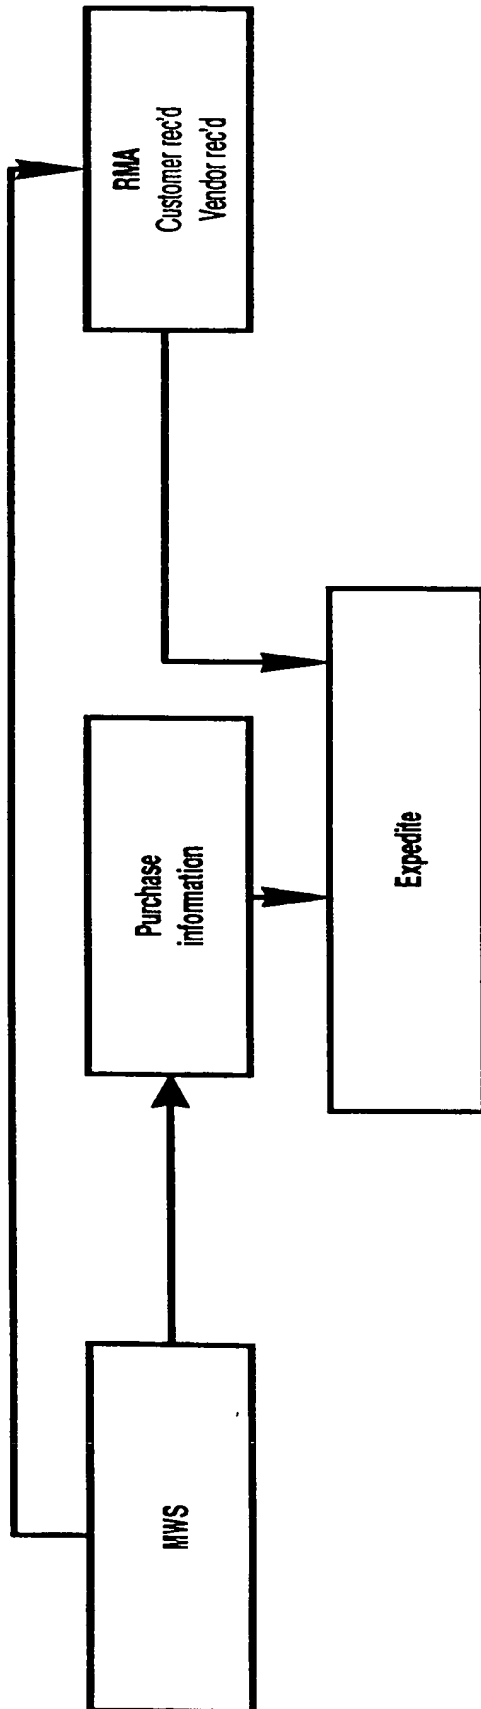 MWS
Purchase
information
RMA
Customer rec'd
Vendor rec'd
Expedite